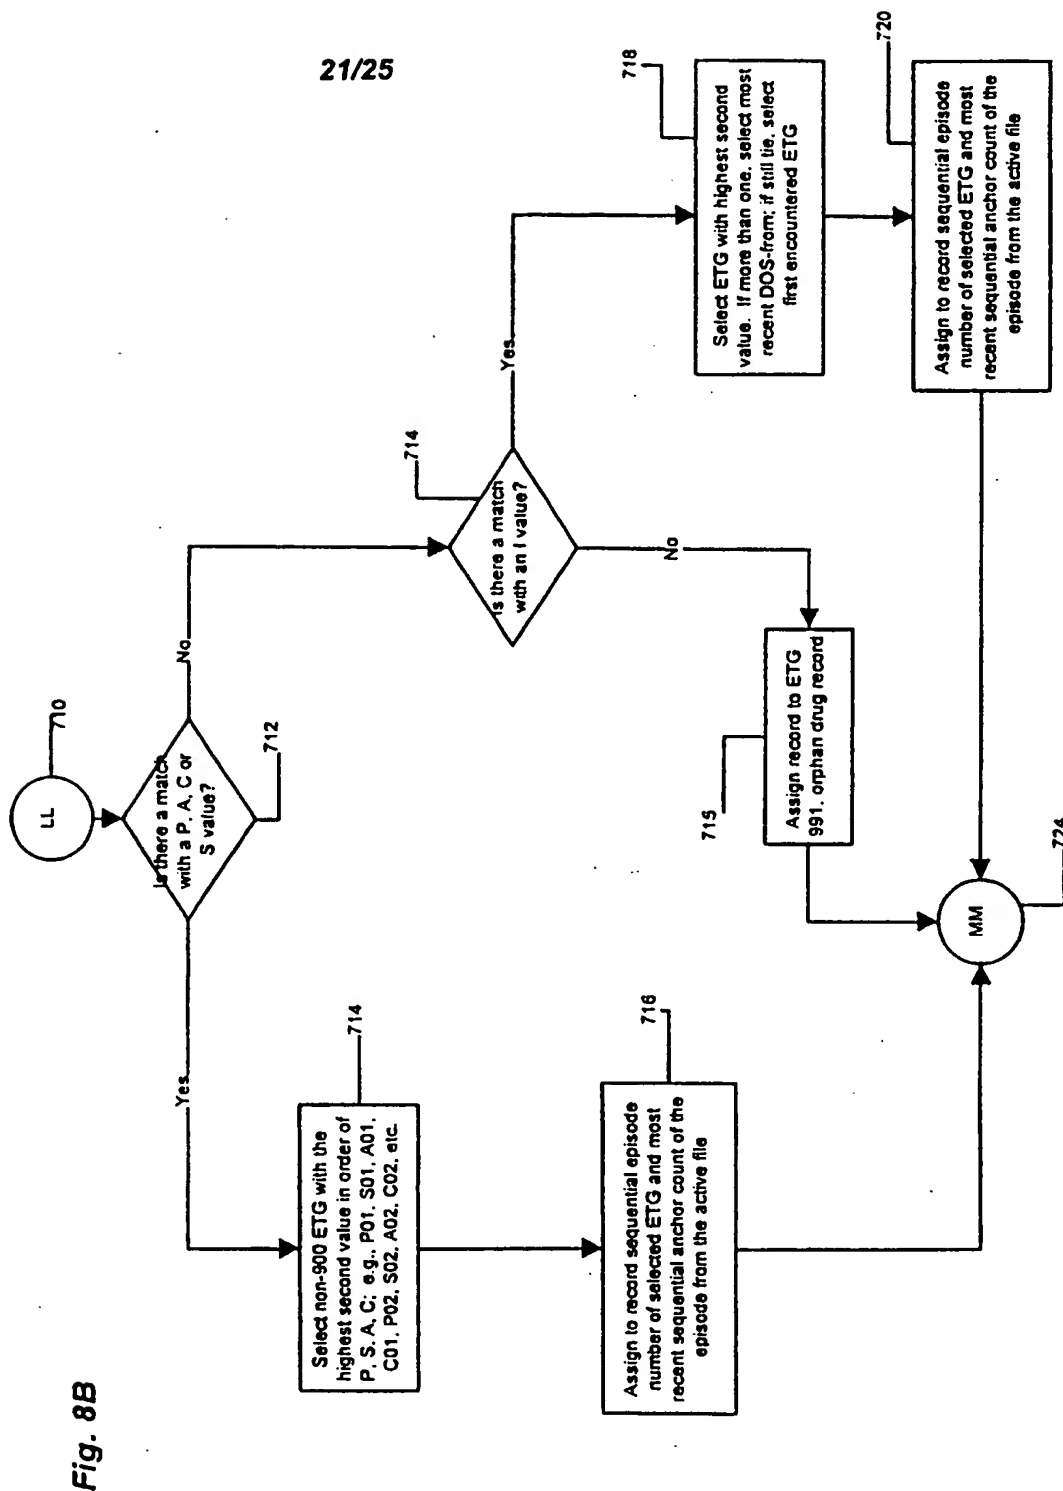 21/25
Fig. 8B
LL
710
Is there a match
with a P, A, C or
S value?
712
Yes
No
Select non-900 ETG with the
highest second value in order of
P, S, A, C; e.g., P01, S01, A01,
C01, P02, S02, A02, C02, etc.
714
Assign to record sequential episode
number of selected ETG and most
recent sequential anchor count of the
episode from the active file
716
Is there a match
with an I value?
714
Yes
No
Assign record to ETG
991, orphan drug record
715
Select ETG with highest second
value. If more than one, select most
recent DOS-from; if still tie, select
first encountered ETG
718
Assign to record sequential episode
number of selected ETG and most
recent sequential anchor count of the
episode from the active file
720
MM
724